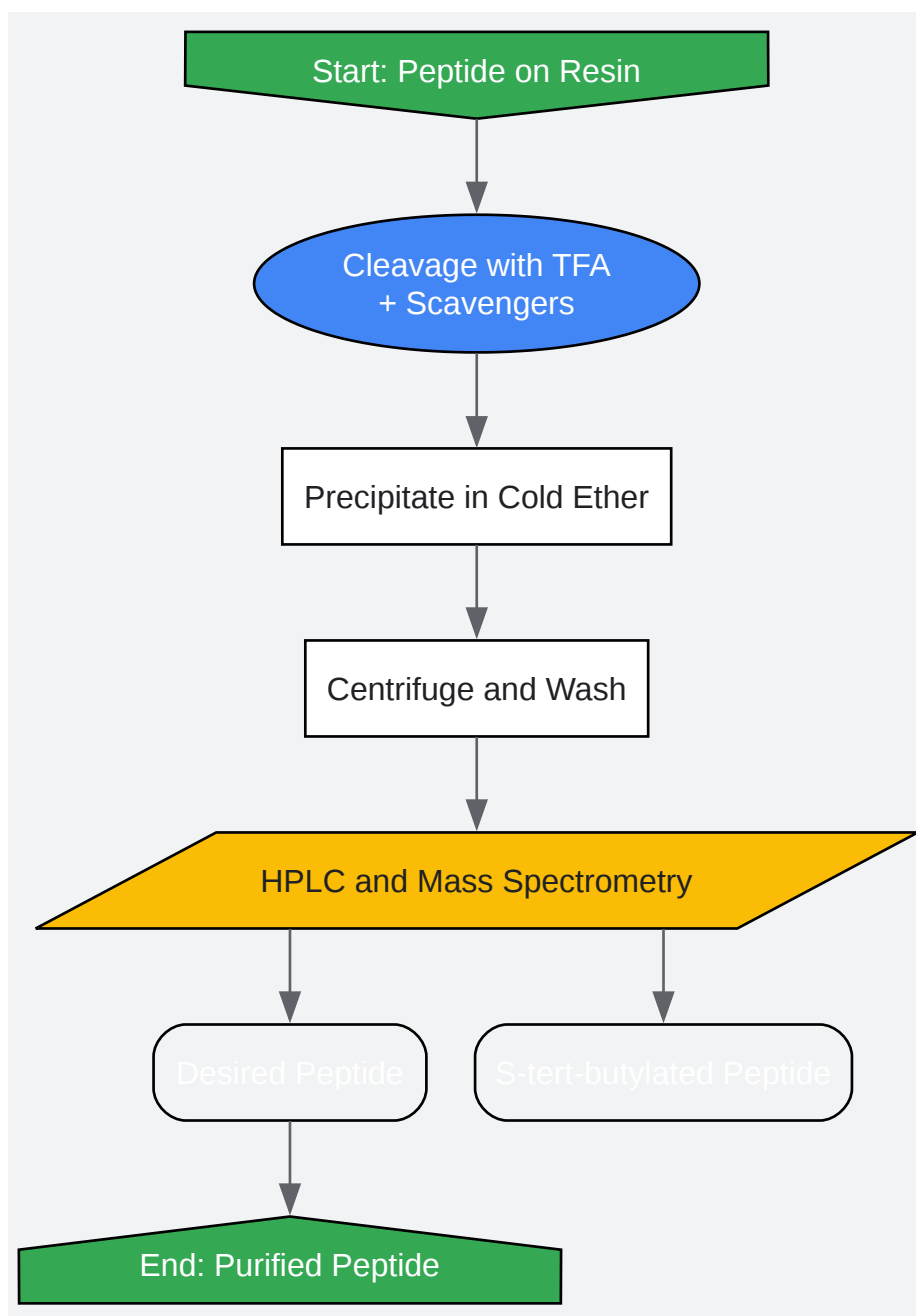 Start: Peptide on Resin
Cleavage with TFA
+ Scavengers
Precipitate in Cold Ether
Centrifuge and Wash
HPLC and Mass Spectrometry
Desired Peptide
S-tert-butylated Peptide
End: Purified Peptide